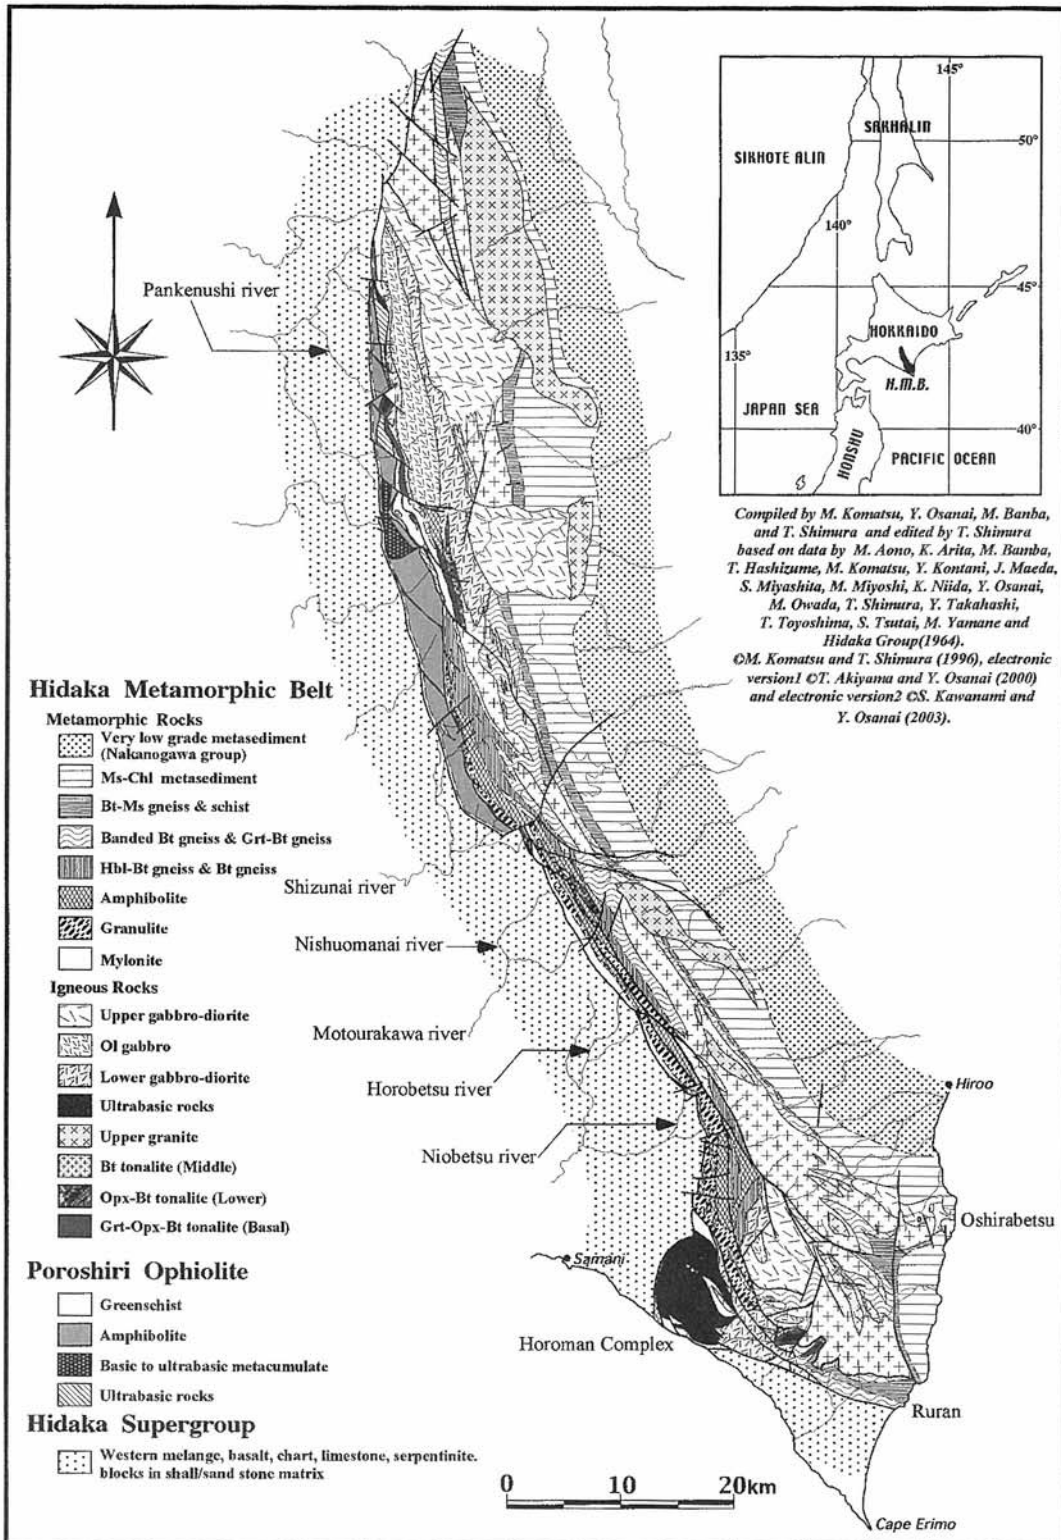 145°
SAKHALIN
SIKHOTE ALIN
50°
140°
45°
HOKKAIDO
135°
H.M.B.
JAPAN SEA
40°
HONSHU
PACIFIC OCEAN
Compiled by M. Komatsu, Y. Osanai, M. Banba,
and T. Shimura and edited by T. Shimura
based on data by M. Aono, K. Arita, M. Bamba,
T. Hashizume, M. Komatsu, Y. Kontani, J. Maeda,
S. Miyashita, M. Miyoshi, K. Niida, Y. Osanai,
M. Owada, T. Shimura, Y. Takahashi,
T. Toyoshima, S. Tsutai, M. Yamane and
Hidaka Group(1964).
©M. Komatsu and T. Shimura (1996), electronic
version1 ©T. Akiyama and Y. Osanai (2000)
and electronic version2 ©S. Kawanami and
Y. Osanai (2003).
Pankenushi river
Shizunai river
Nishuomanai river
Motourakawa river
Horobetsu river
Niobetsu river
Hiroo
Oshirabetsu
Samani
Horoman Complex
Ruran
Cape Erimo
Hidaka Metamorphic Belt
Metamorphic Rocks
Very low grade metasediment
(Nakanogawa group)
Ms-Chl metasediment
Bt-Ms gneiss & schist
Banded Bt gneiss & Grt-Bt gneiss
Hbl-Bt gneiss & Bt gneiss
Amphibolite
Granulite
Mylonite
Igneous Rocks
Upper gabbro-diorite
Ol gabbro
Lower gabbro-diorite
Ultrabasic rocks
Upper granite
Bt tonalite (Middle)
Opx-Bt tonalite (Lower)
Grt-Opx-Bt tonalite (Basal)
Poroshiri Ophiolite
Greenschist
Amphibolite
Basic to ultrabasic metacumulate
Ultrabasic rocks
Hidaka Supergroup
Western melange, basalt, chart, limestone, serpentinite.
blocks in shall/sand stone matrix
0 10 20km